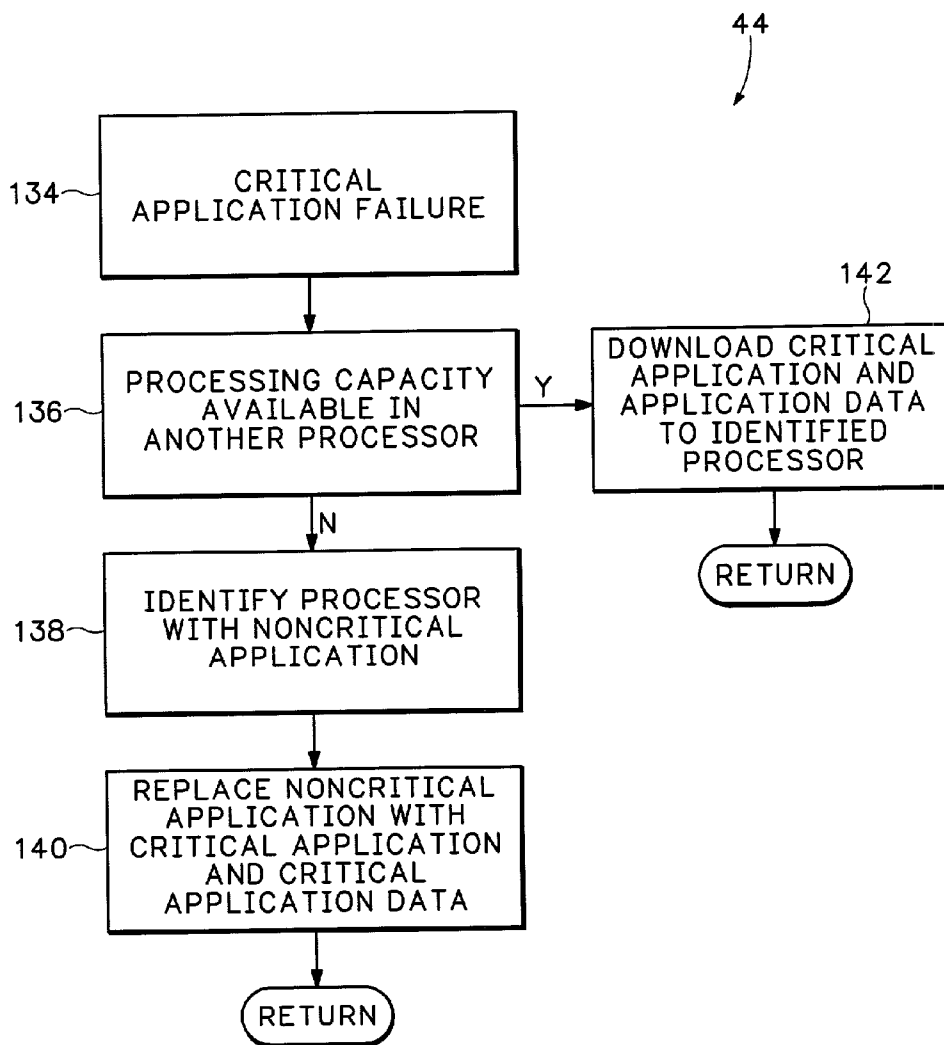 44
134
CRITICAL
APPLICATION FAILURE
136
PROCESSING CAPACITY
AVAILABLE IN
ANOTHER PROCESSOR
Y
142
DOWNLOAD CRITICAL
APPLICATION AND
APPLICATION DATA
TO IDENTIFIED
PROCESSOR
RETURN
N
138
IDENTIFY PROCESSOR
WITH NONCRITICAL
APPLICATION
140
REPLACE NONCRITICAL
APPLICATION WITH
CRITICAL APPLICATION
AND CRITICAL
APPLICATION DATA
RETURN